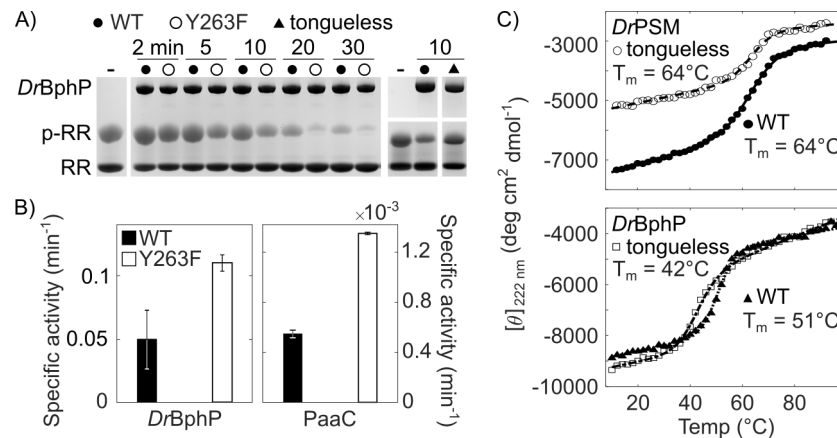 A) ● WT ○ Y263F ▲ tongueless
2 min 5 10 20 30 10
- ● ○ ● ○ ● ○ ● ○ ● ○ - ● ▲
DrBphP
p-RR
RR
B)
Specific activity (min⁻¹)
0.1
0.05
0
WT
Y263F
DrBphP
×10⁻³
1.2
0.8
0.4
0
Specific activity
(min⁻¹)
PaaC
C)
[θ]222 nm (deg cm² dmol⁻¹)
-3000
-5000
-7000
DrPSM
○ tongueless
Tm = 64°C
● WT
Tm = 64°C
-4000
-6000
-8000
-10000
DrBphP
□ tongueless
Tm = 42°C
▲ WT
Tm = 51°C
20 40 60 80
Temp (°C)